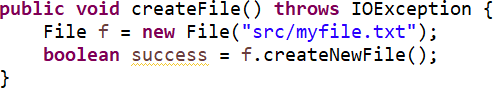 public void createFile() throws IOException {
    File f = new File("src/myfile.txt");
    boolean success = f.createNewFile();
}